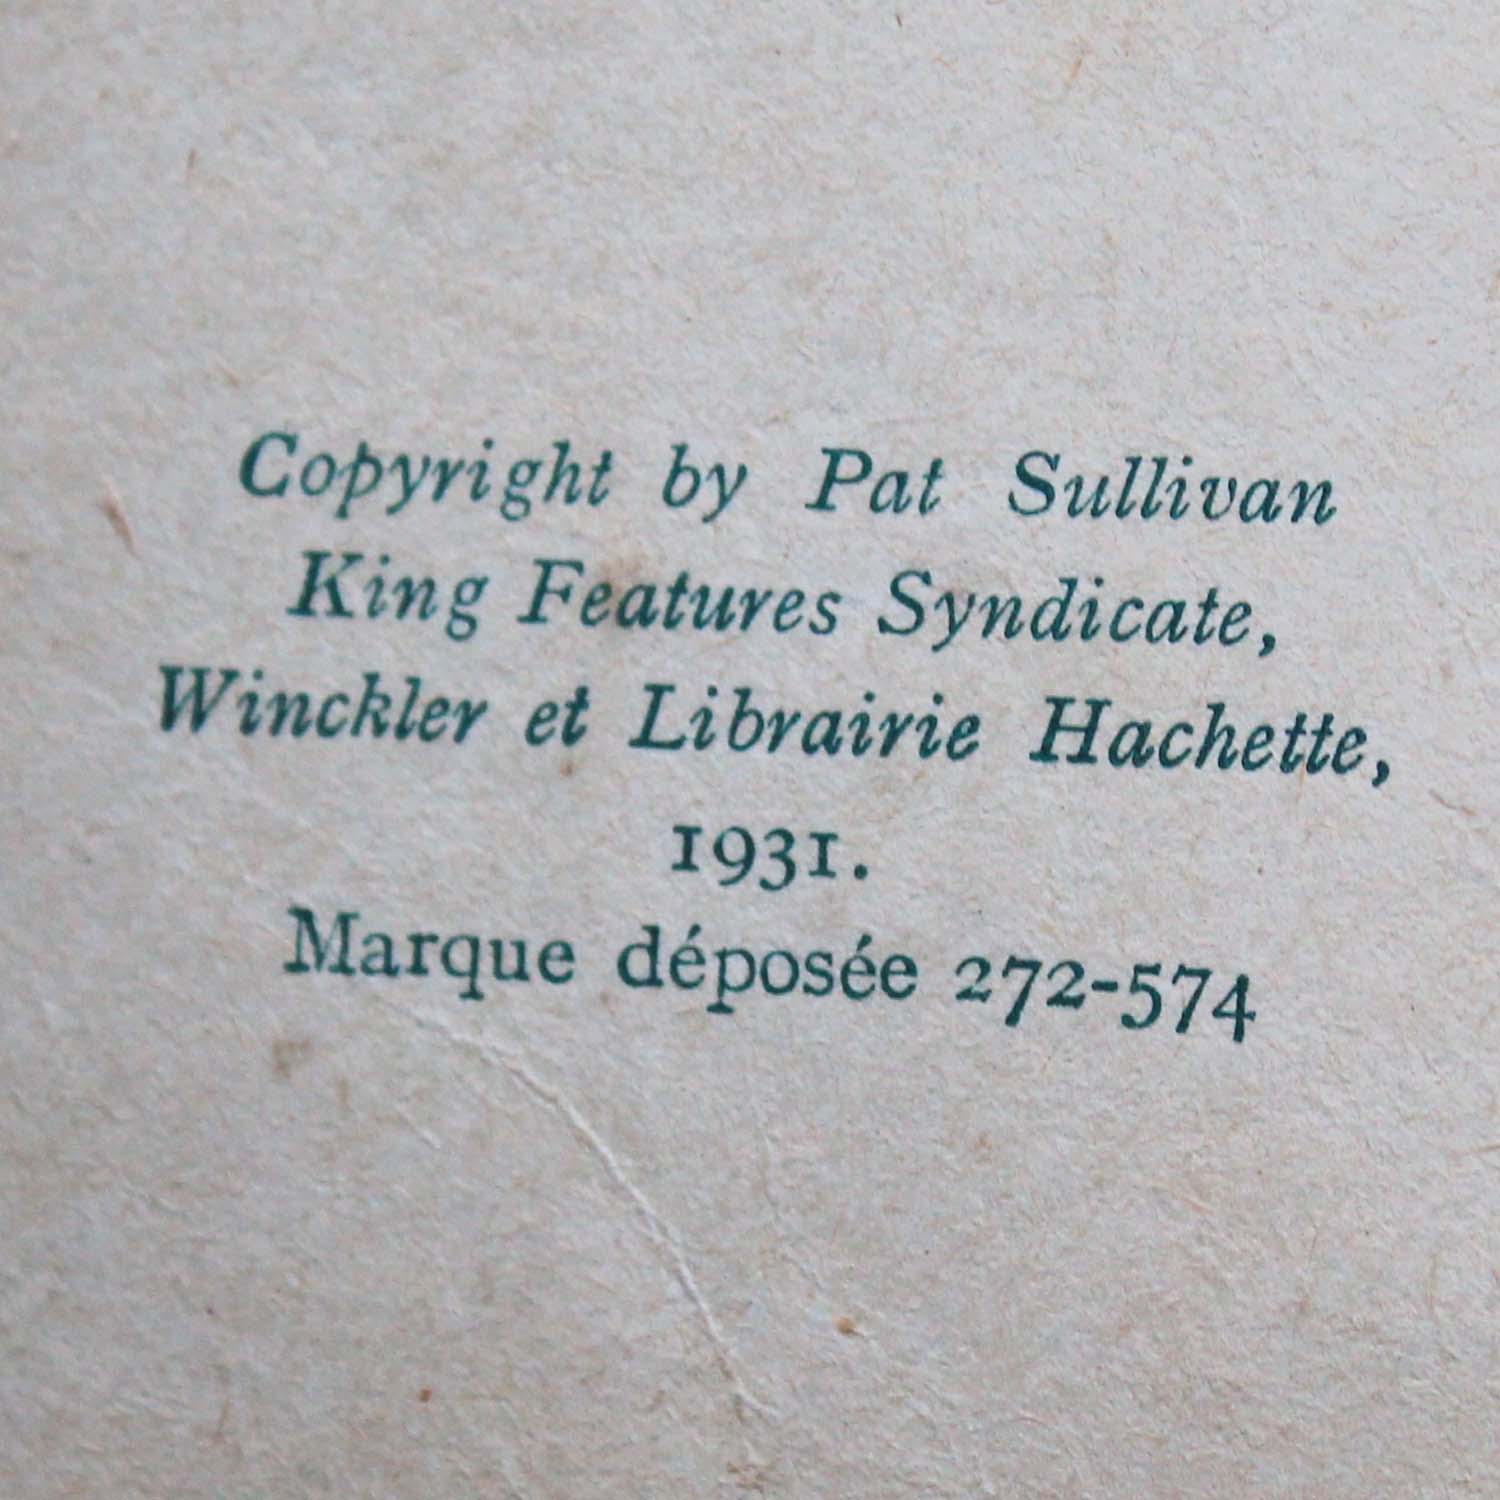 Copyright by Pat Sullivan
King Features Syndicate,
Winckler et Librairie Hachette,
1931.
Marque déposée 272-574